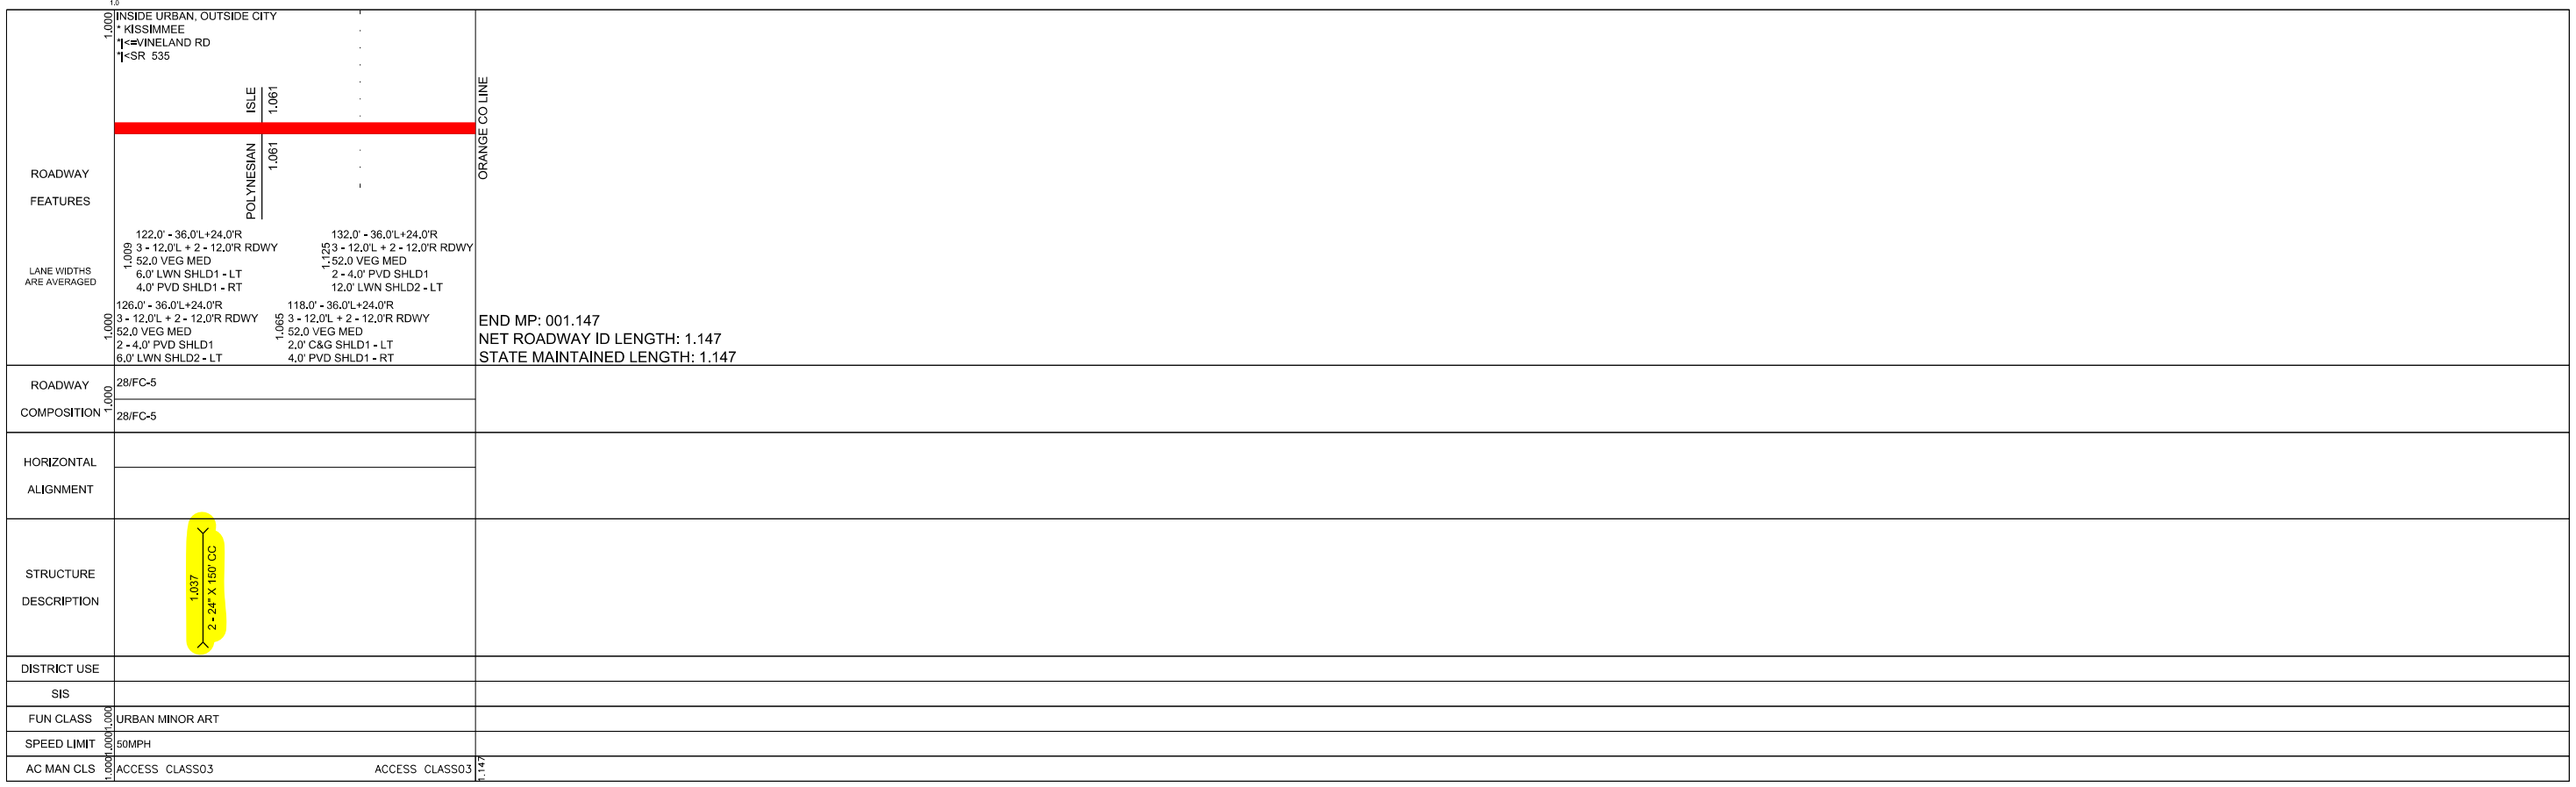 1.0
1.000
INSIDE URBAN, OUTSIDE CITY
* KISSIMMEE
*|<=VINELAND RD
*|<SR 535
ISLE
1.061
POLYNESIAN
1.061
ORANGE CO LINE
ROADWAY
FEATURES
LANE WIDTHS
ARE AVERAGED
1.009
122.0' - 36.0'L+24.0'R
3 - 12.0'L + 2 - 12.0'R RDWY
52.0 VEG MED
6.0' LWN SHLD1 - LT
4.0' PVD SHLD1 - RT
1.125
132.0' - 36.0'L+24.0'R
3 - 12.0'L + 2 - 12.0'R RDWY
52.0 VEG MED
2 - 4.0' PVD SHLD1
12.0' LWN SHLD2 - LT
1.000
126.0' - 36.0'L+24.0'R
3 - 12.0'L + 2 - 12.0'R RDWY
52.0 VEG MED
2 - 4.0' PVD SHLD1
6.0' LWN SHLD2 - LT
1.065
118.0' - 36.0'L+24.0'R
3 - 12.0'L + 2 - 12.0'R RDWY
52.0 VEG MED
2.0' C&G SHLD1 - LT
4.0' PVD SHLD1 - RT
END MP: 001.147
NET ROADWAY ID LENGTH: 1.147
STATE MAINTAINED LENGTH: 1.147
ROADWAY
COMPOSITION
1.000
28/FC-5
28/FC-5
HORIZONTAL
ALIGNMENT
STRUCTURE
DESCRIPTION
1.037
2 - 24" X 150' CC
DISTRICT USE
SIS
FUN CLASS
1.000
URBAN MINOR ART
SPEED LIMIT
1.000
50MPH
AC MAN CLS
1.000
ACCESS CLASS03
ACCESS CLASS03
1.147